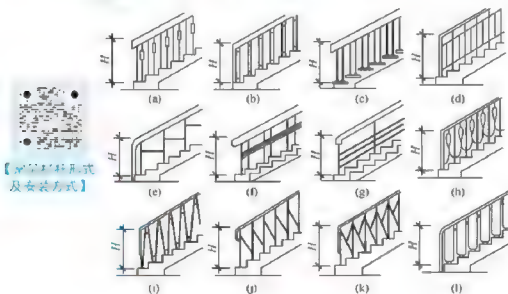 H H H H
(a) (b) (c) (d)
H H H H
(e) (f) (g) (h)
及安装方式】
H H H H
(i) (j) (k) (l)